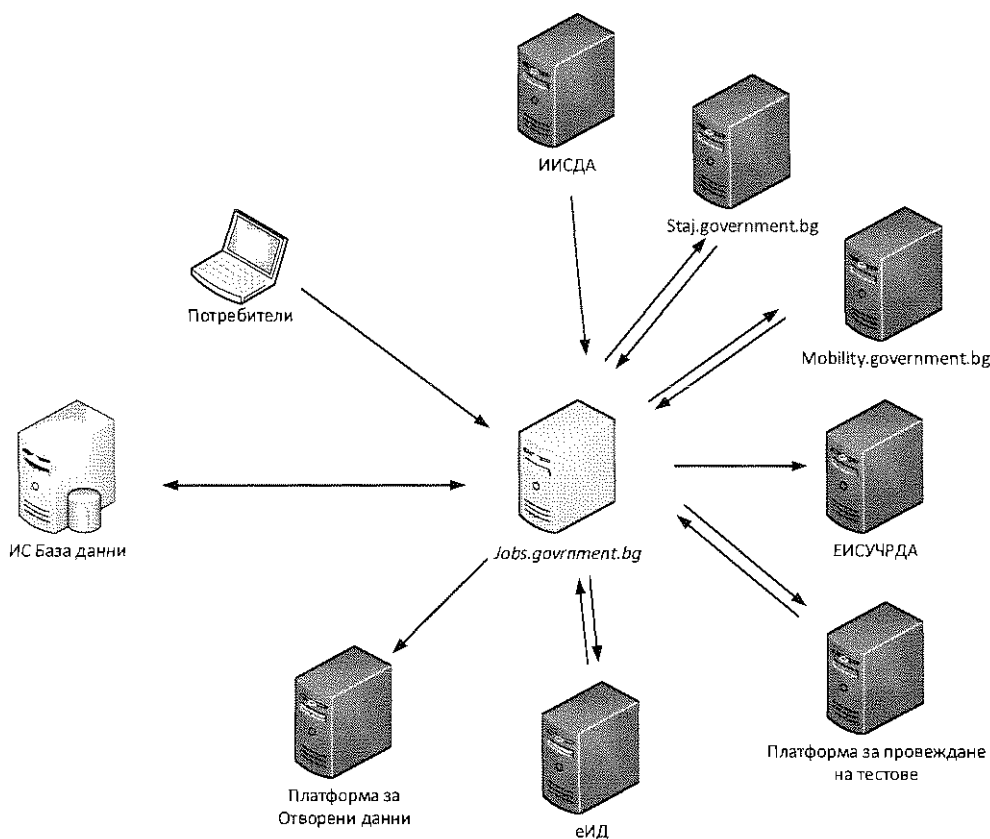 ИИСДА
Staj.government.bg
Потребители
Mobility.government.bg
ИС База данни
Jobs.govrnment.bg
ЕИСУЧРДА
Платформа за
Отворени данни
еИД
Платформа за провеждане
на тестове